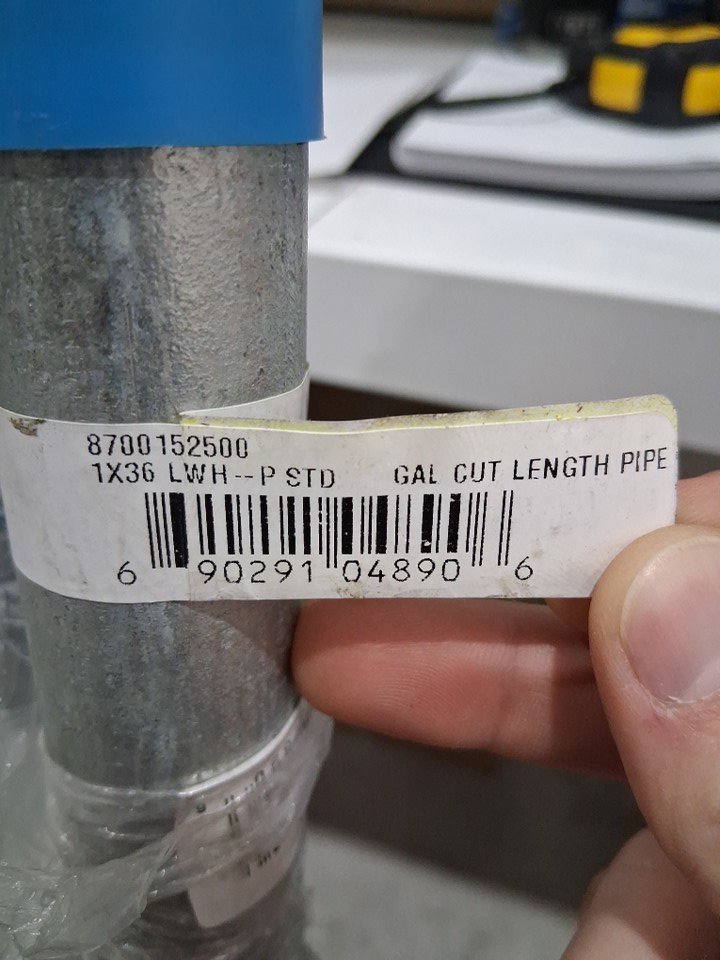 8700152500
1X36 LWH--P STD GAL CUT LENGTH PIPE
6 90291 04890 6